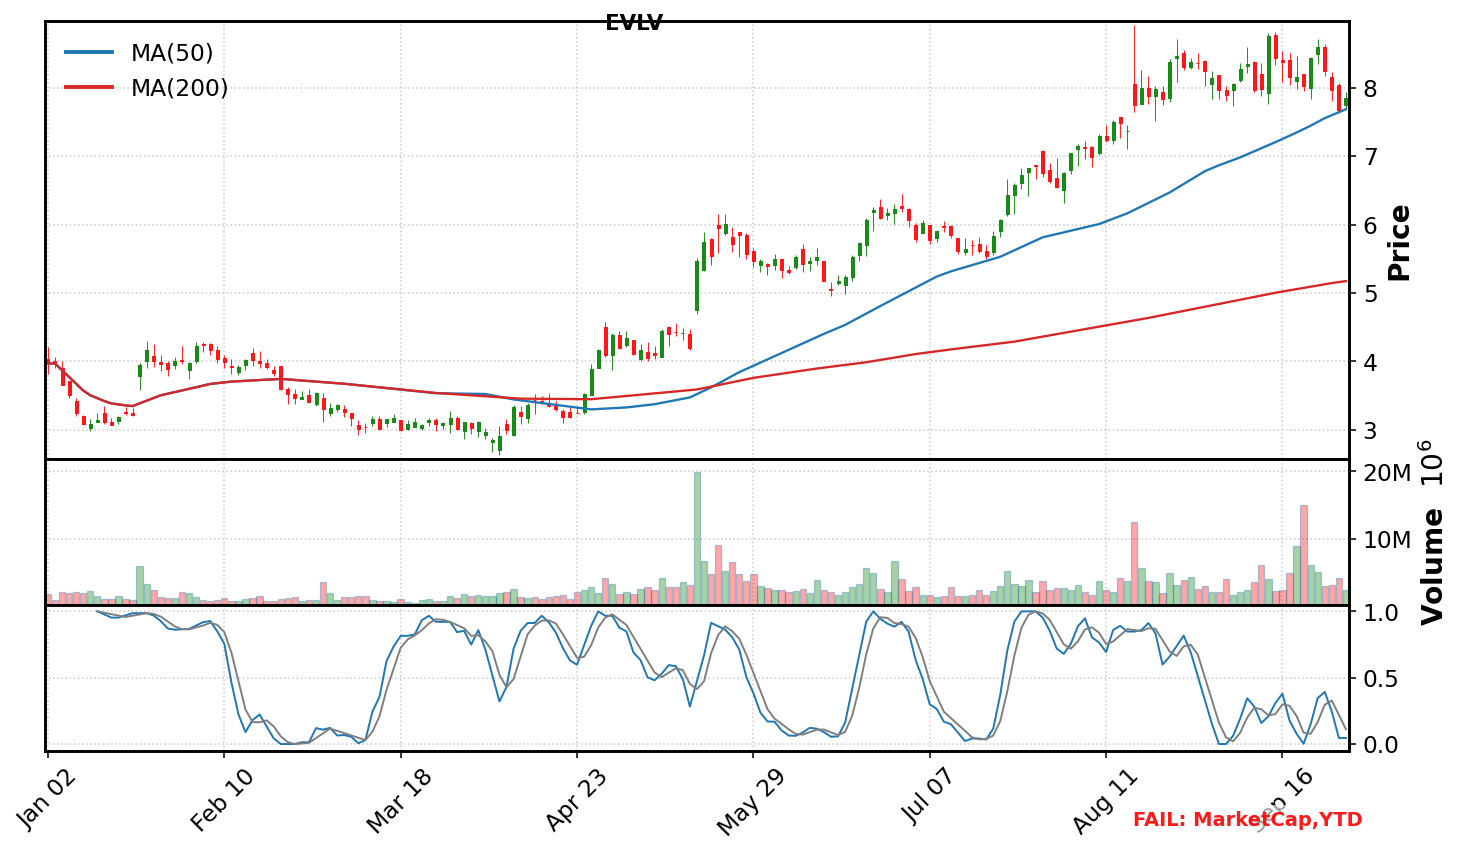 EVLV
MA(50)
MA(200)
8
7
6
5
4
3
Price
20M
10M
Volume 10^6
1.0
0.5
0.0
Jan 02
Feb 10
Mar 18
Apr 23
May 29
Jul 07
Aug 11
Sep 16
FAIL: MarketCap,YTD